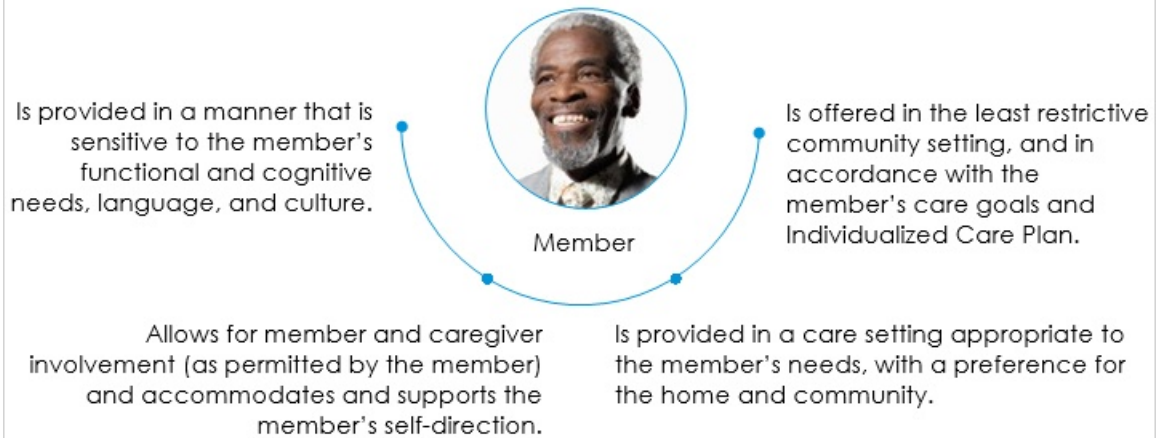 Is provided in a manner that is
sensitive to the member's
functional and cognitive
needs, language, and culture.
Member
Is offered in the least restrictive
community setting, and in
accordance with the
member's care goals and
Individualized Care Plan.
Allows for member and caregiver
involvement (as permitted by the member)
and accommodates and supports the
member's self-direction.
Is provided in a care setting appropriate to
the member's needs, with a preference for
the home and community.